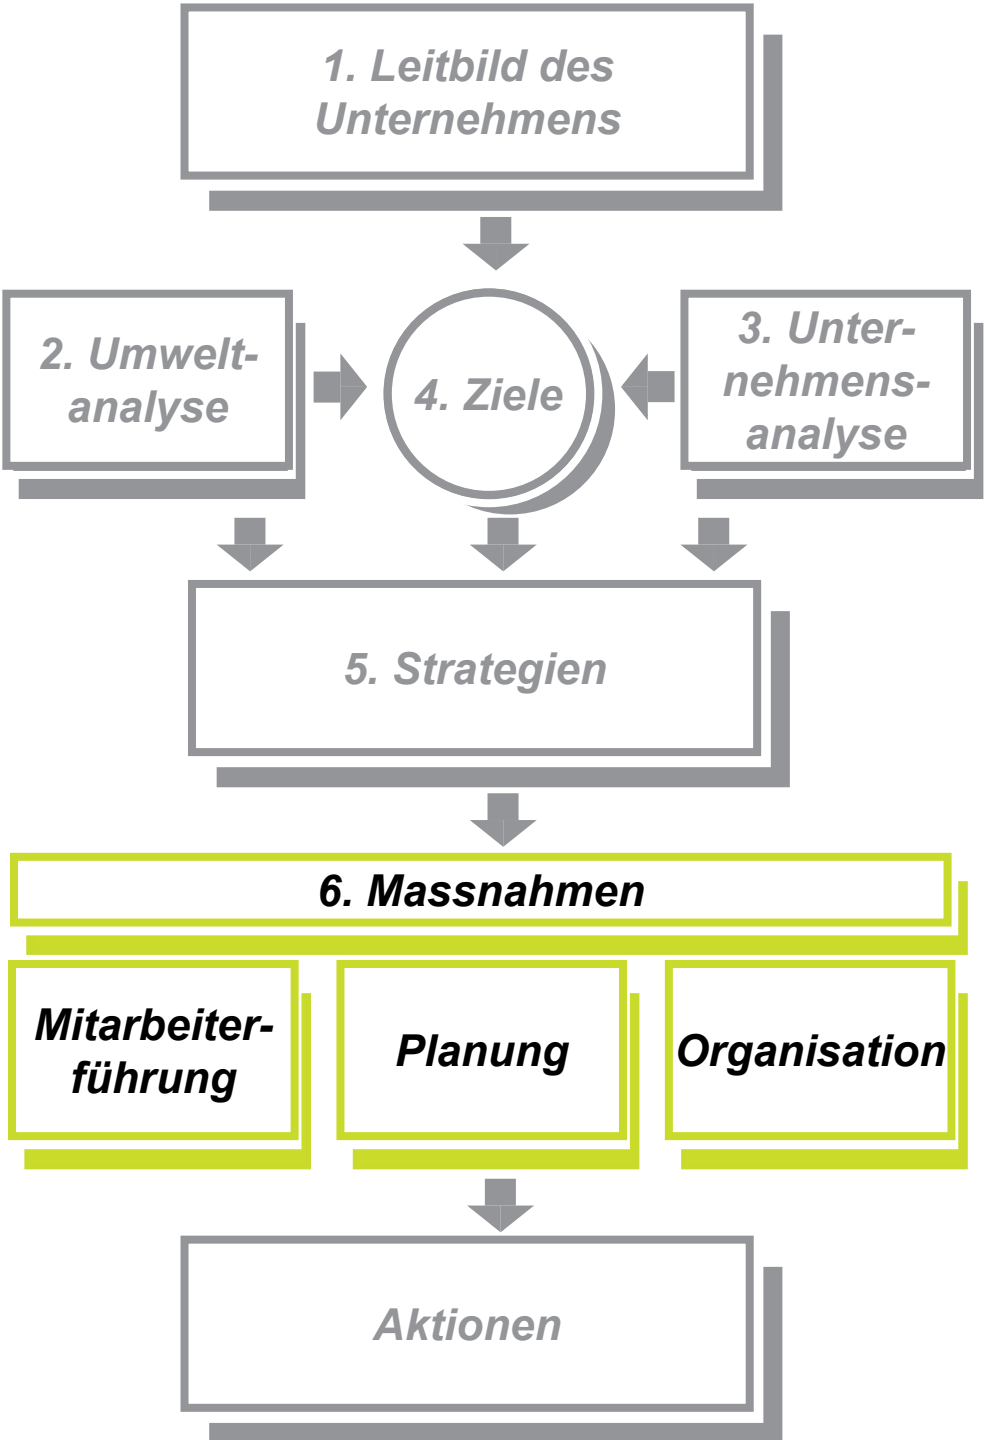 1. Leitbild des
Unternehmens
2. Umwelt-
analyse
4. Ziele
3. Unter-
nehmens-
analyse
5. Strategien
6. Massnahmen
Mitarbeiter-
führung
Planung
Organisation
Aktionen